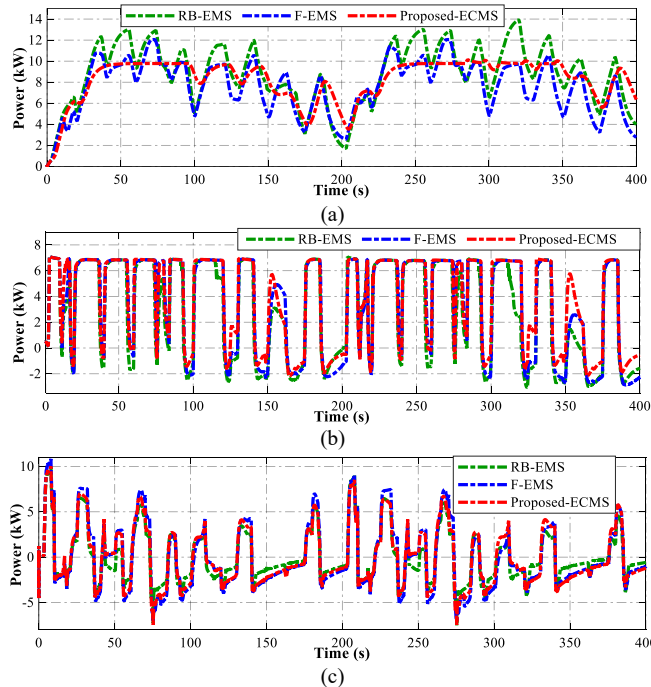 RB-EMS F-EMS Proposed-ECMS
14
12
10
8
6
4
2
0
Power (kW)
0 50 100 150 200 250 300 350 400
Time (s)
(a)
RB-EMS F-EMS Proposed-ECMS
8
6
4
2
0
-2
Power (kW)
0 50 100 150 200 250 300 350 400
Time (s)
(b)
RB-EMS
F-EMS
Proposed-ECMS
10
5
0
-5
Power (kW)
0 50 100 150 200 250 300 350 400
Time (s)
(c)